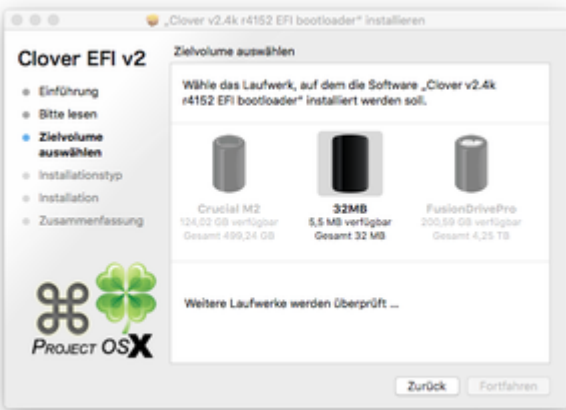 „Clover v2.4k r4152 EFI bootloader" installieren
Clover EFI v2
Einführung
Bitte lesen
Zielvolume
auswählen
Installationstyp
Installation
Zusammenfassung
PROJECT OSX
Zielvolume auswählen
Wähle das Laufwerk, auf dem die Software „Clover v2.4k
r4152 EFI bootloader" installiert werden soll.
Crucial M2
124,02 GB verfügbar
Gesamt 499,24 GB
32MB
5,5 MB verfügbar
Gesamt 32 MB
FusionDrivePro
200,59 GB verfügbar
Gesamt 4,25 TB
Weitere Laufwerke werden überprüft ...
Zurück
Fortfahren